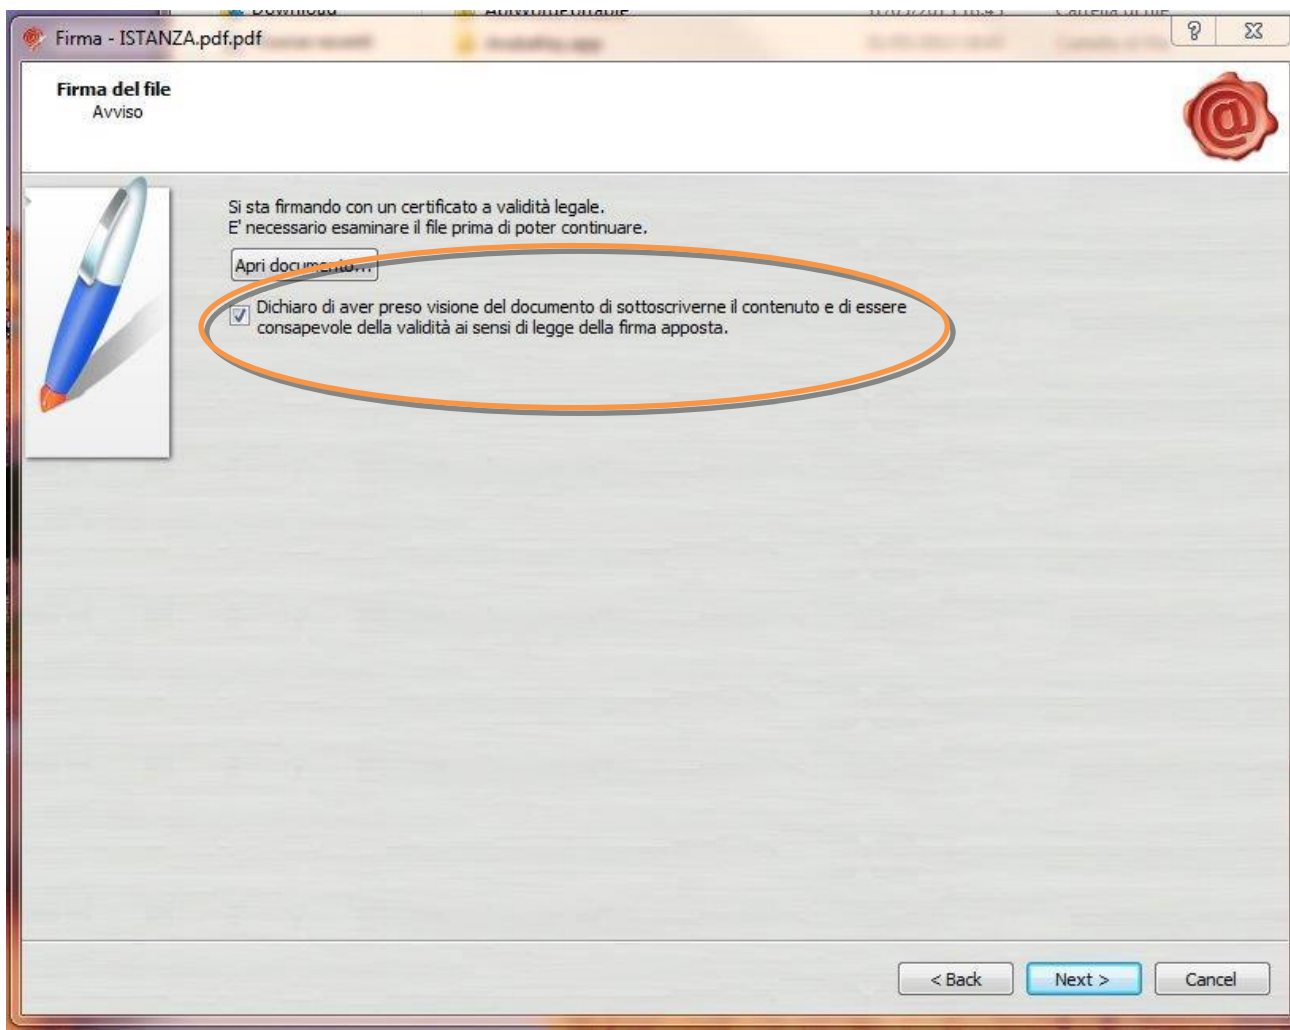 Firma - ISTANZA.pdf.pdf
Firma del file
Avviso
Si sta firmando con un certificato a validità legale.
E' necessario esaminare il file prima di poter continuare.
Apri documento...
Dichiaro di aver preso visione del documento di sottoscriverne il contenuto e di essere
consapevole della validità ai sensi di legge della firma apposta.
< Back
Next >
Cancel